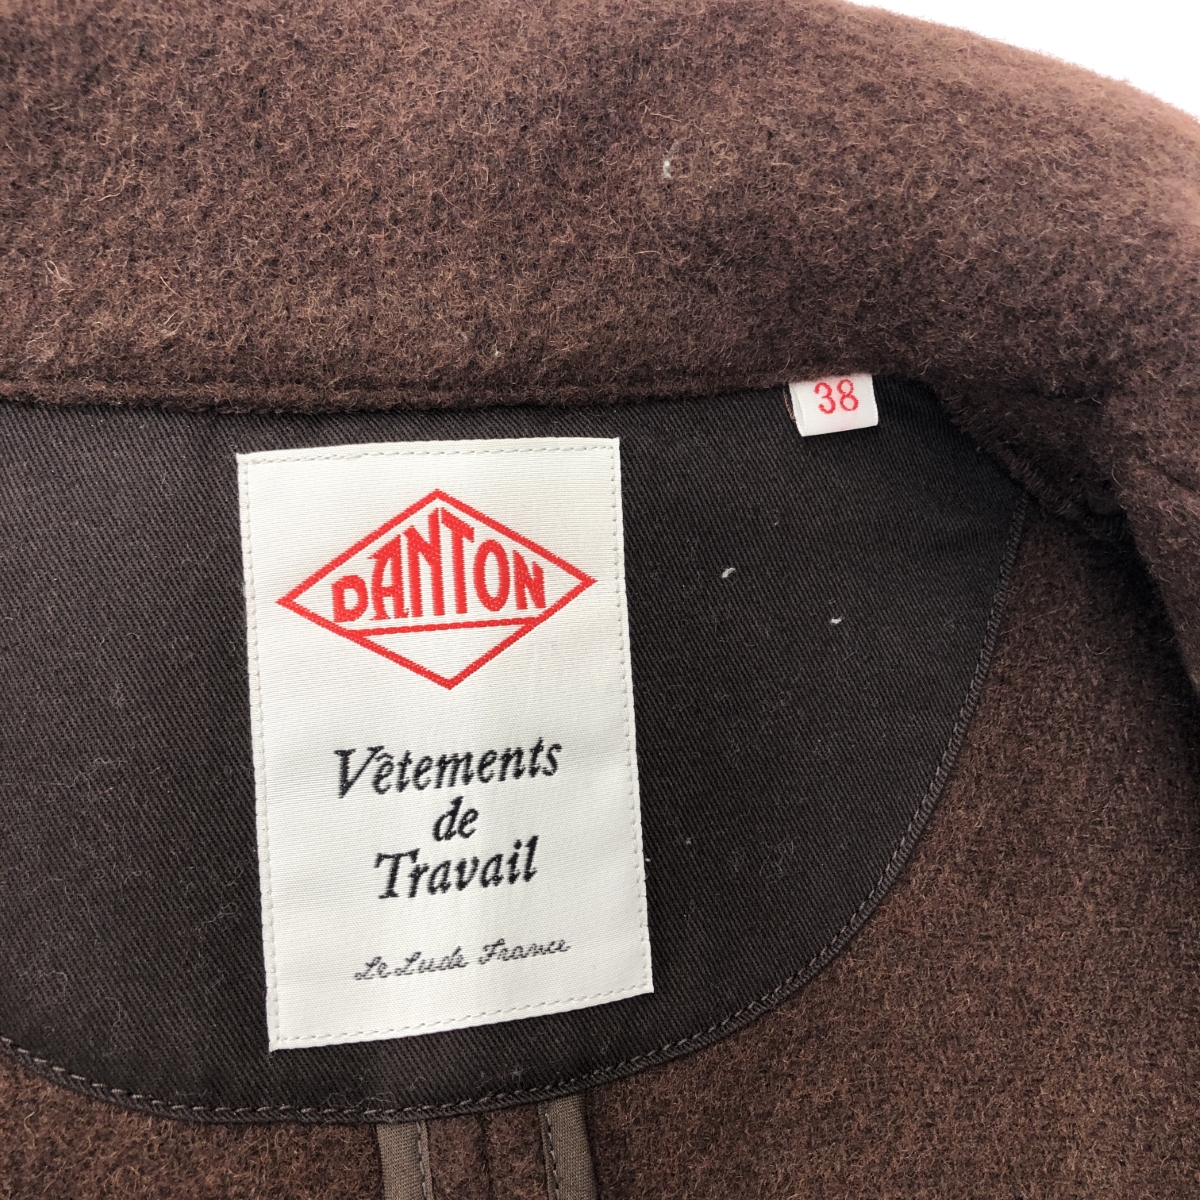 38
DANTON
Vêtements
de
Travail
Le Lude France